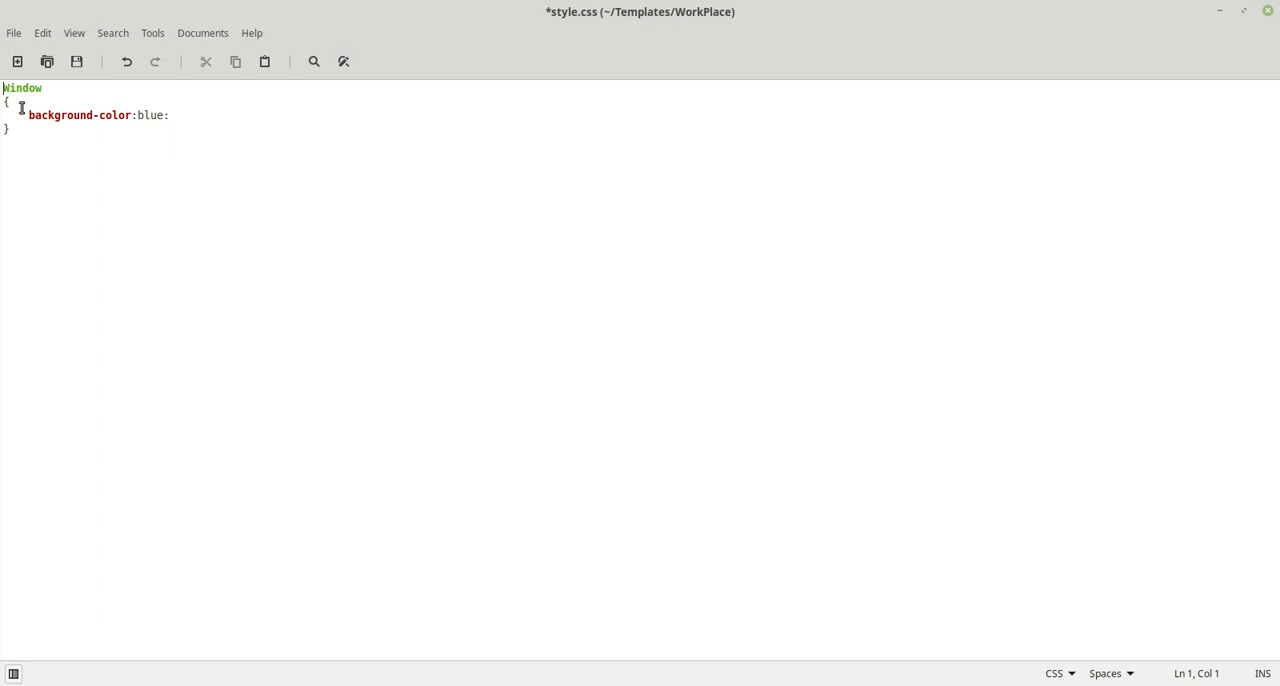 *style.css (~/Templates/WorkPlace)
File Edit View Search Tools Documents Help
Window
{
background-color:blue:
}
CSS Spaces Ln 1, Col 1 INS